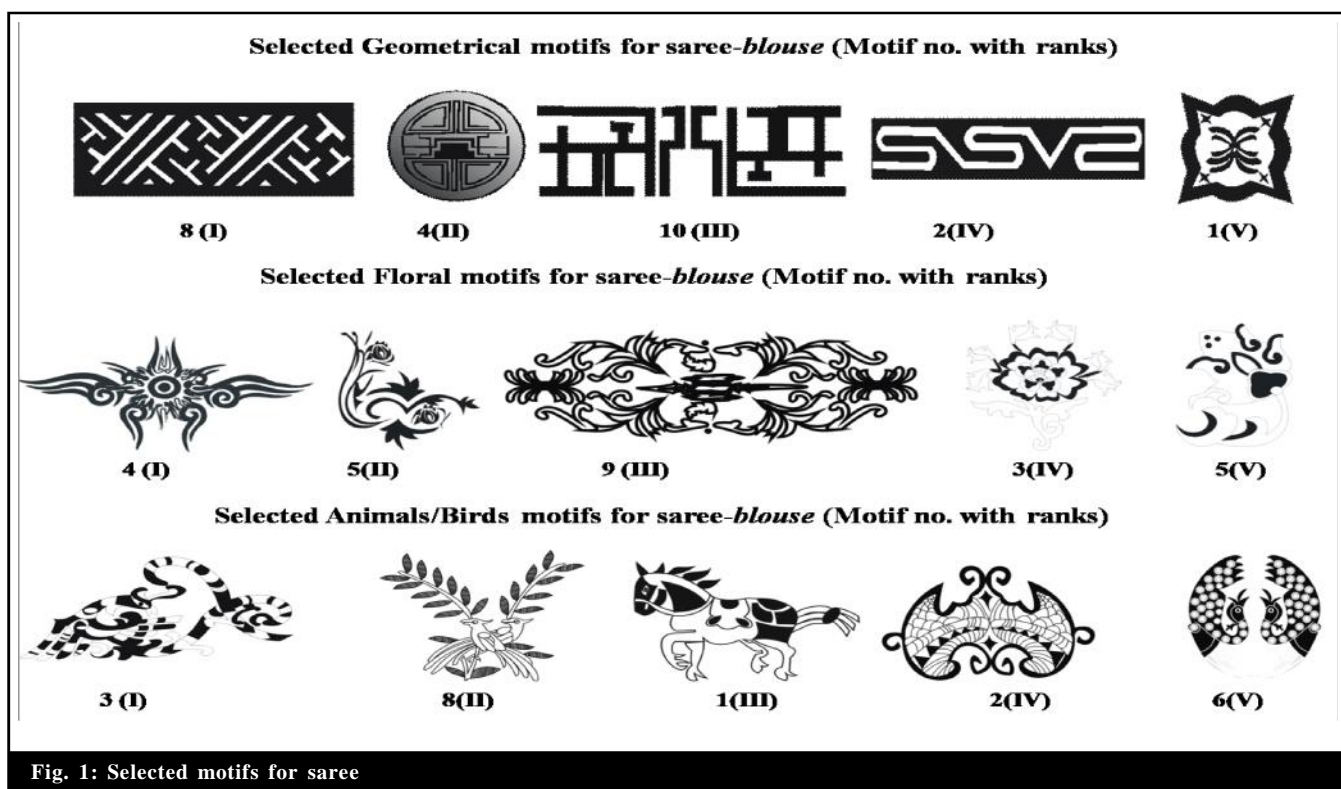 Selected Geometrical motifs for saree-blouse (Motif no. with ranks)
8 (I) 4(II) 10 (III) 2(IV) 1(V)
Selected Floral motifs for saree-blouse (Motif no. with ranks)
4 (I) 5(II) 9 (III) 3(IV) 5(V)
Selected Animals/Birds motifs for saree-blouse (Motif no. with ranks)
3 (I) 8(II) 1(III) 2(IV) 6(V)
Fig. 1: Selected motifs for saree